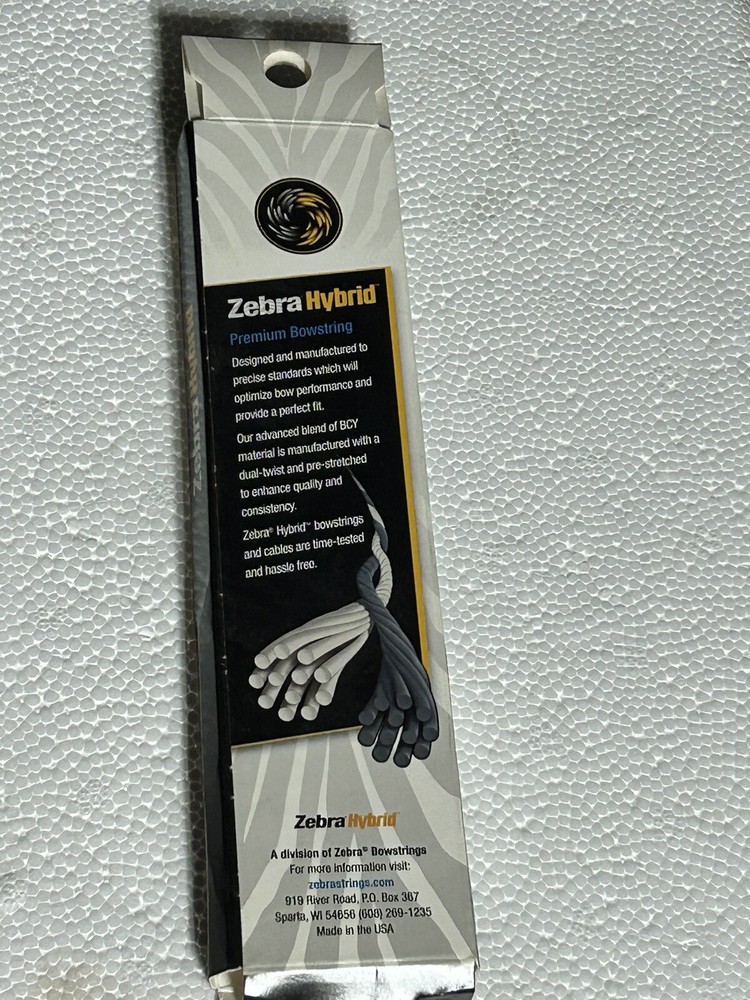 Zebra Hybrid™
Premium Bowstring
Designed and manufactured to
precise standards which will
optimize bow performance and
provide a perfect fit.
Our advanced blend of BCY
material is manufactured with a
dual-twist and pre-stretched
to enhance quality and
consistency.
Zebra® Hybrid™ bowstrings
and cables are time-tested
and hassle free.
Zebra Hybrid™
A division of Zebra® Bowstrings
For more information visit:
zebrastrings.com
919 River Road, P.O. Box 367
Sparta, WI 54656 (608) 269-1235
Made in the USA